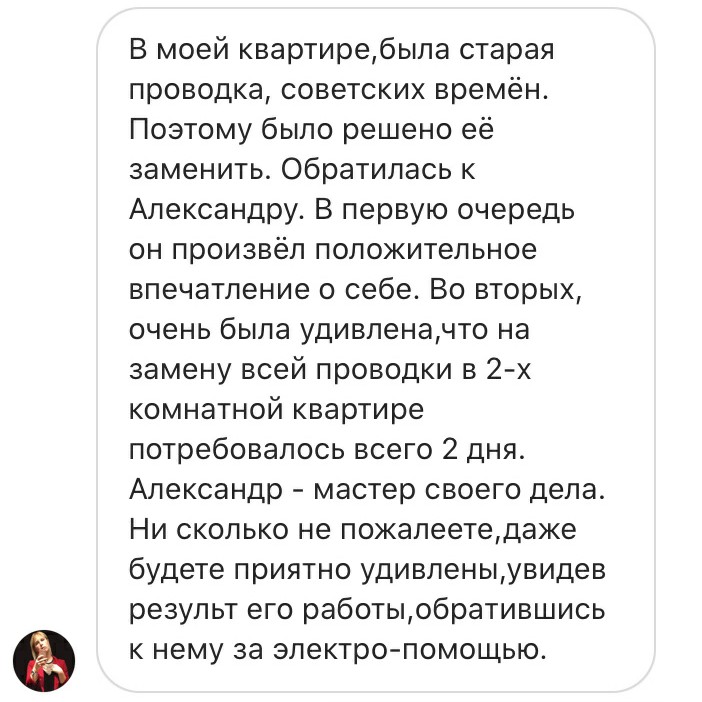 В моей квартире,была старая
проводка, советских времён.
Поэтому было решено её
заменить. Обратилась к
Александру. В первую очередь
он произвёл положительное
впечатление о себе. Во вторых,
очень была удивлена,что на
замену всей проводки в 2-х
комнатной квартире
потребовалось всего 2 дня.
Александр - мастер своего дела.
Ни сколько не пожалеете,даже
будете приятно удивлены,увидев
результ его работы,обратившись
к нему за электро-помощью.